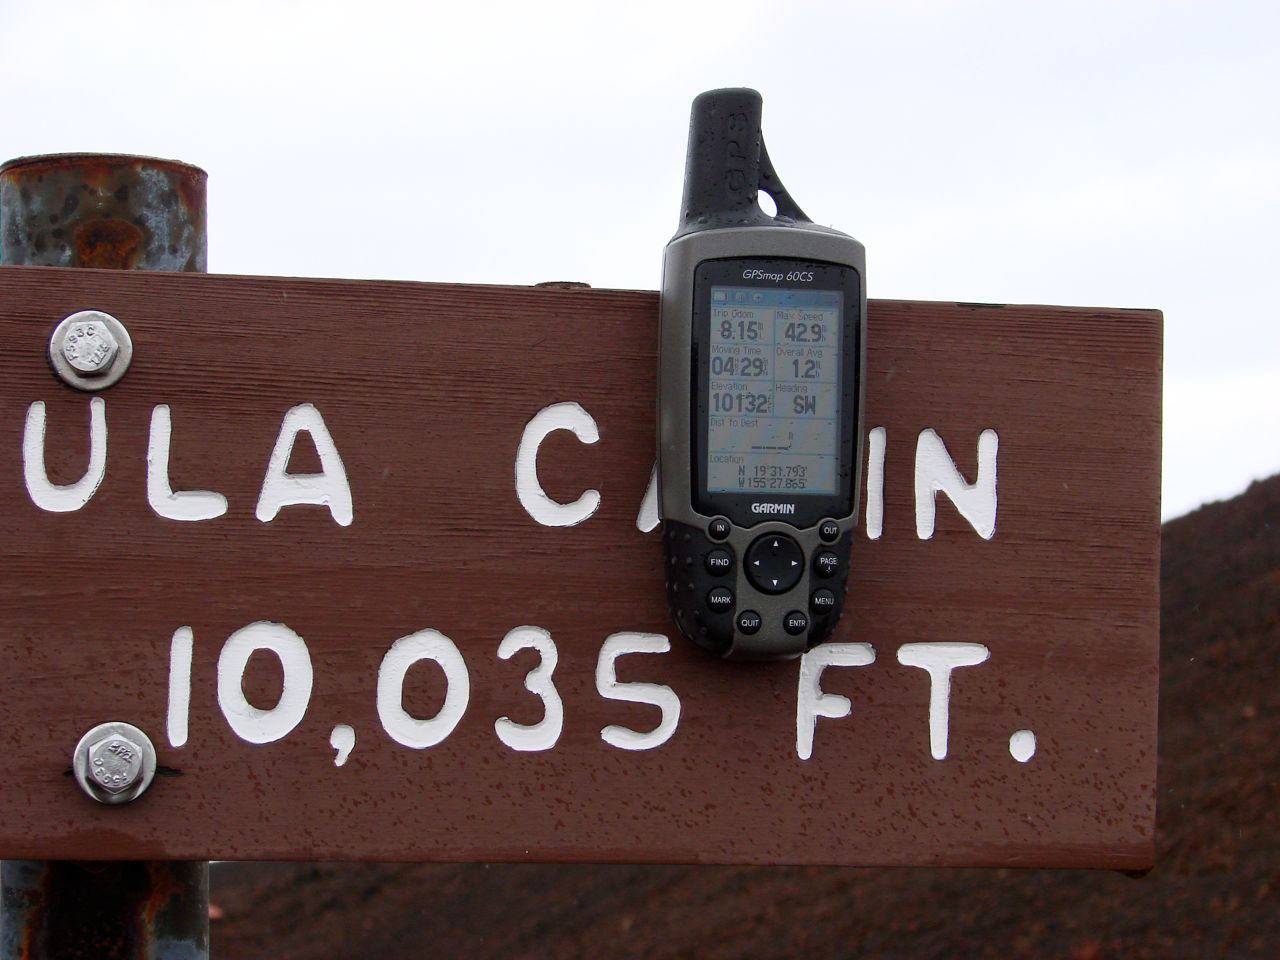 GPS
GPSmap 60CS
Trip Odom
Max Speed
8.15
42.9
Moving Time
Overall Avg
04:29
1.2
Elevation
Heading
10132
SW
Dist To Dest
Location
N 19°31.793'
W 155°27.865'
GARMIN
IN
OUT
FIND
PAGE
MARK
MENU
QUIT
ENTR
ULA C IN
10,035 FT.